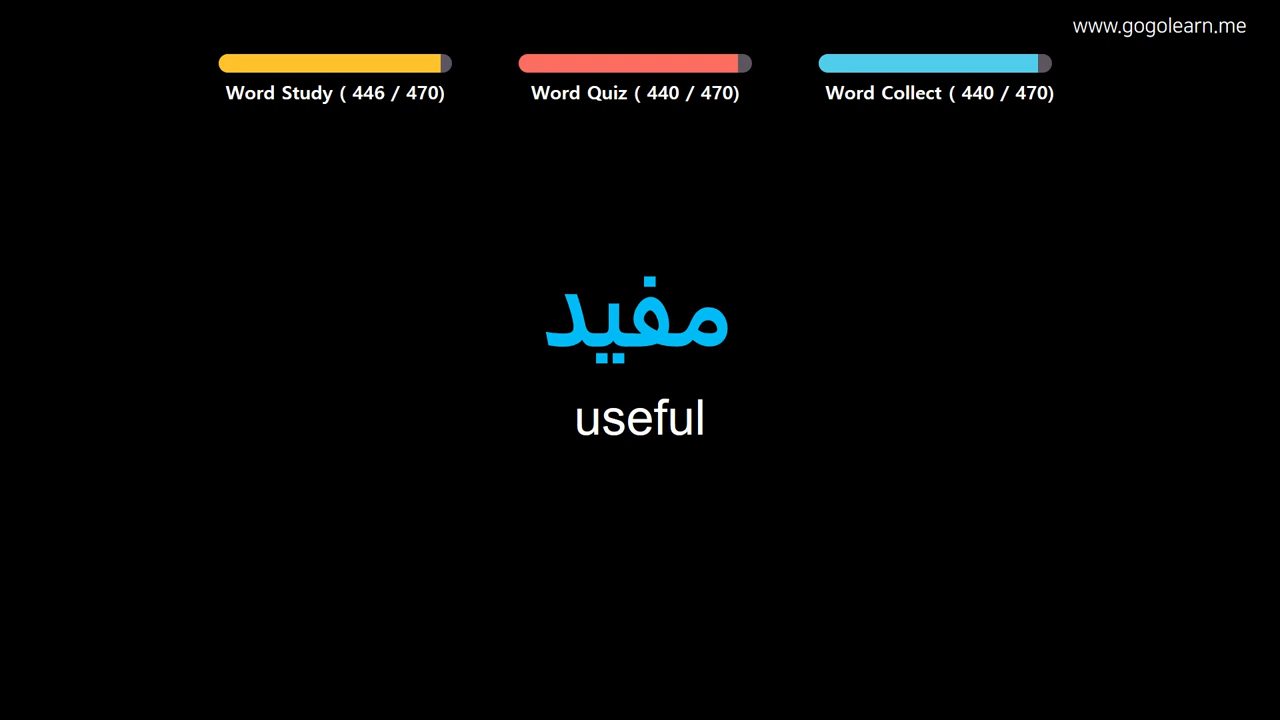 www.gogolearn.me
Word Study ( 446 / 470)
Word Quiz ( 440 / 470)
Word Collect ( 440 / 470)
مفيد
useful